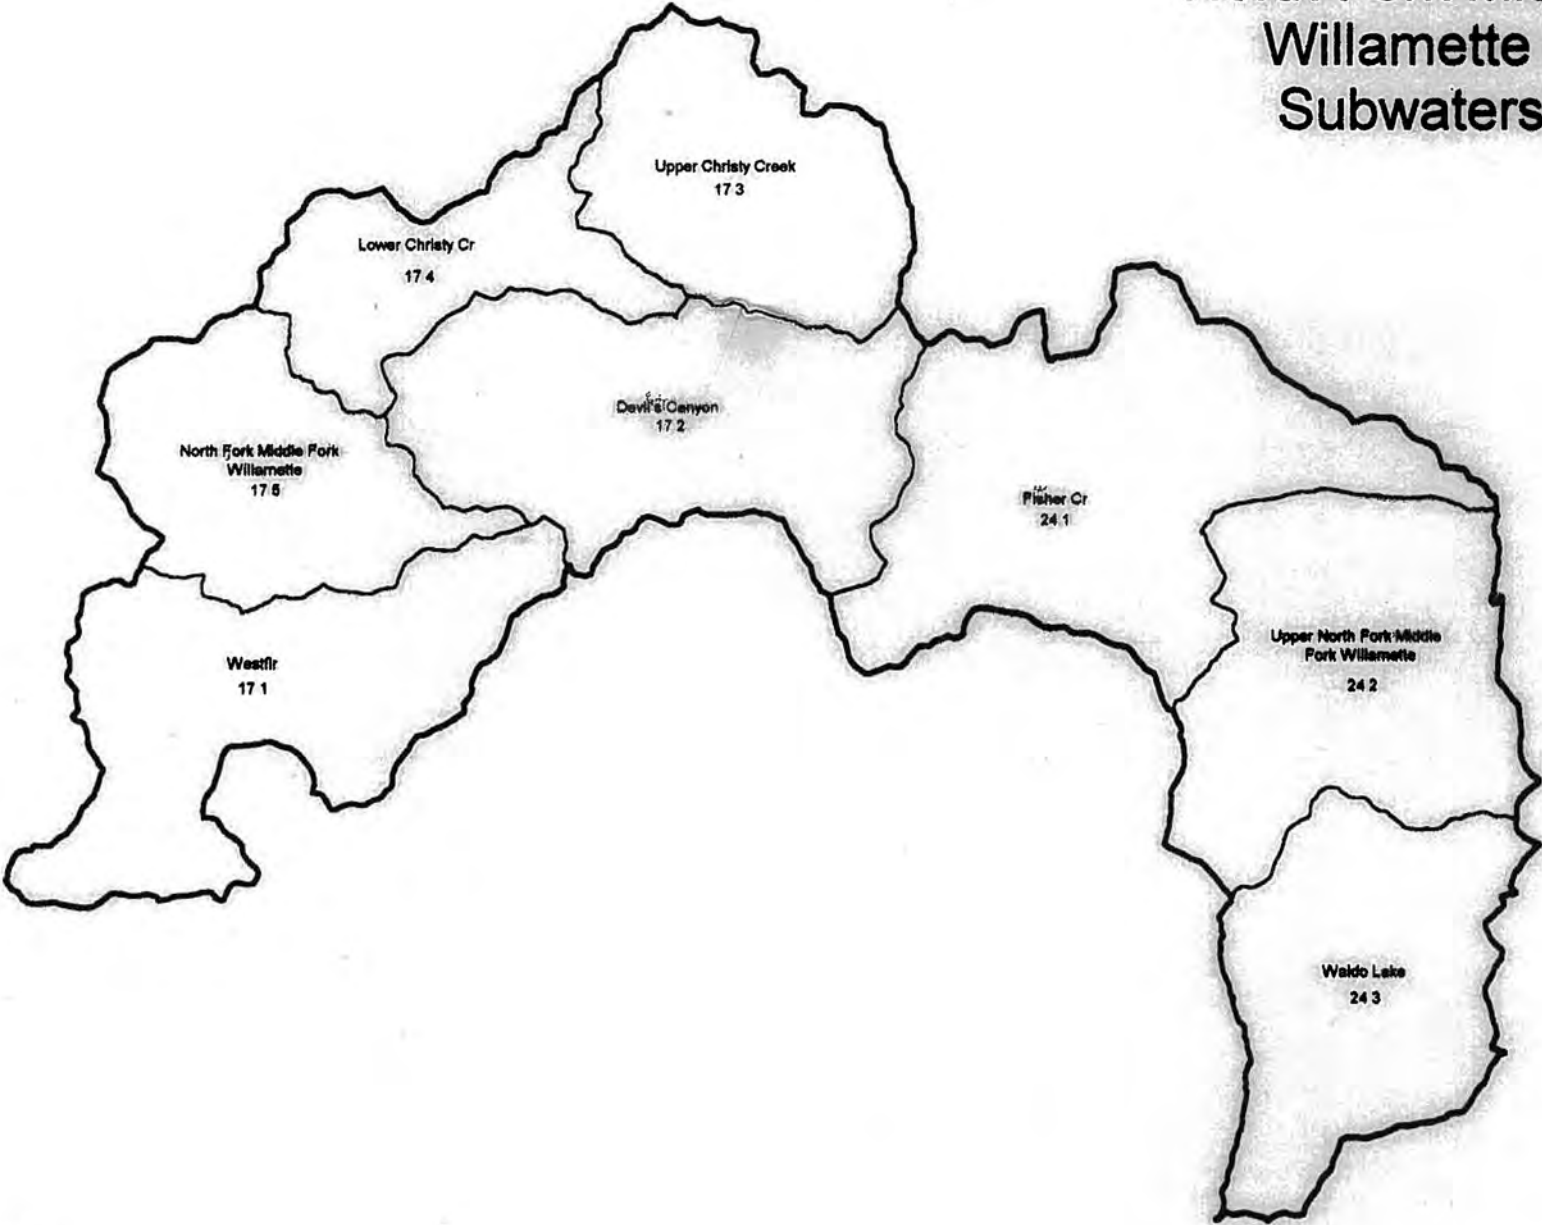 Willamette
Subwaters
Upper Christy Creek
17 3
Lower Christy Cr
17 4
Devil's Canyon
17 2
North Fork Middle Fork
Willamette
17 5
Fisher Cr
24 1
Upper North Fork Middle
Fork Willamette
24 2
Westfir
17 1
Waldo Lake
24 3